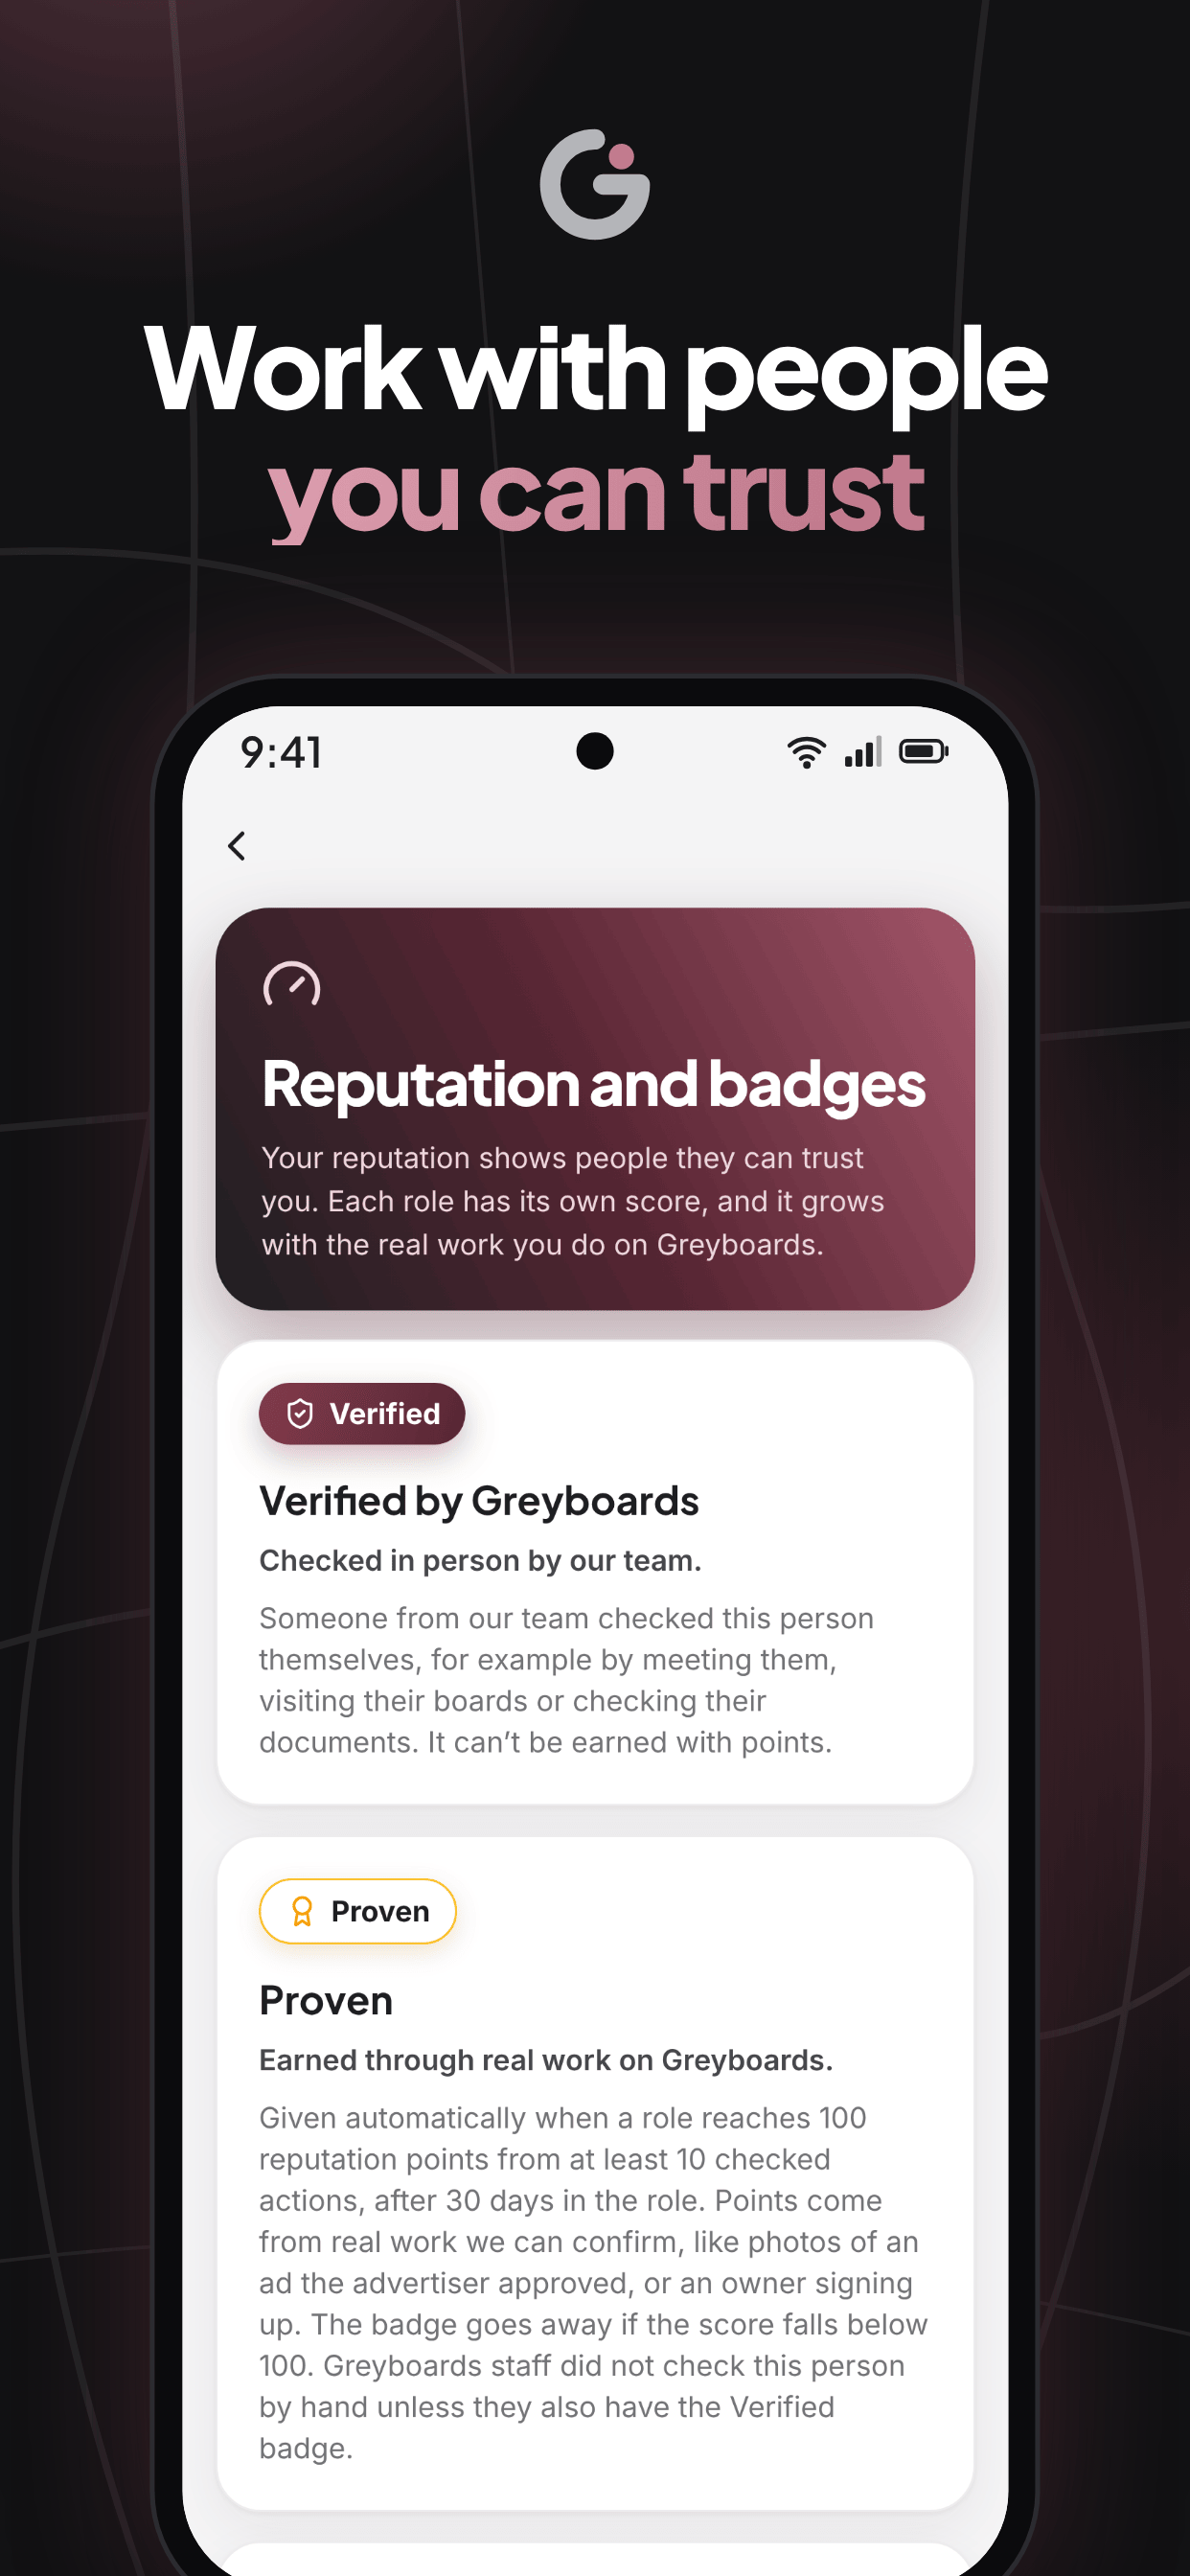 Work with people
you can trust
9:41
Reputation and badges
Your reputation shows people they can trust
you. Each role has its own score, and it grows
with the real work you do on Greyboards.
Verified
Verified by Greyboards
Checked in person by our team.
Someone from our team checked this person
themselves, for example by meeting them,
visiting their boards or checking their
documents. It can’t be earned with points.
Proven
Proven
Earned through real work on Greyboards.
Given automatically when a role reaches 100
reputation points from at least 10 checked
actions, after 30 days in the role. Points come
from real work we can confirm, like photos of an
ad the advertiser approved, or an owner signing
up. The badge goes away if the score falls below
100. Greyboards staff did not check this person
by hand unless they also have the Verified
badge.